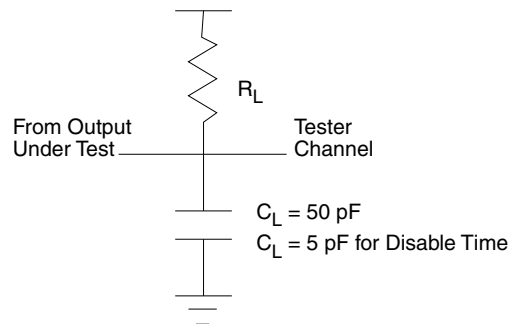 R_L
From Output
Under Test
Tester
Channel
C_L = 50 pF
C_L = 5 pF for Disable Time